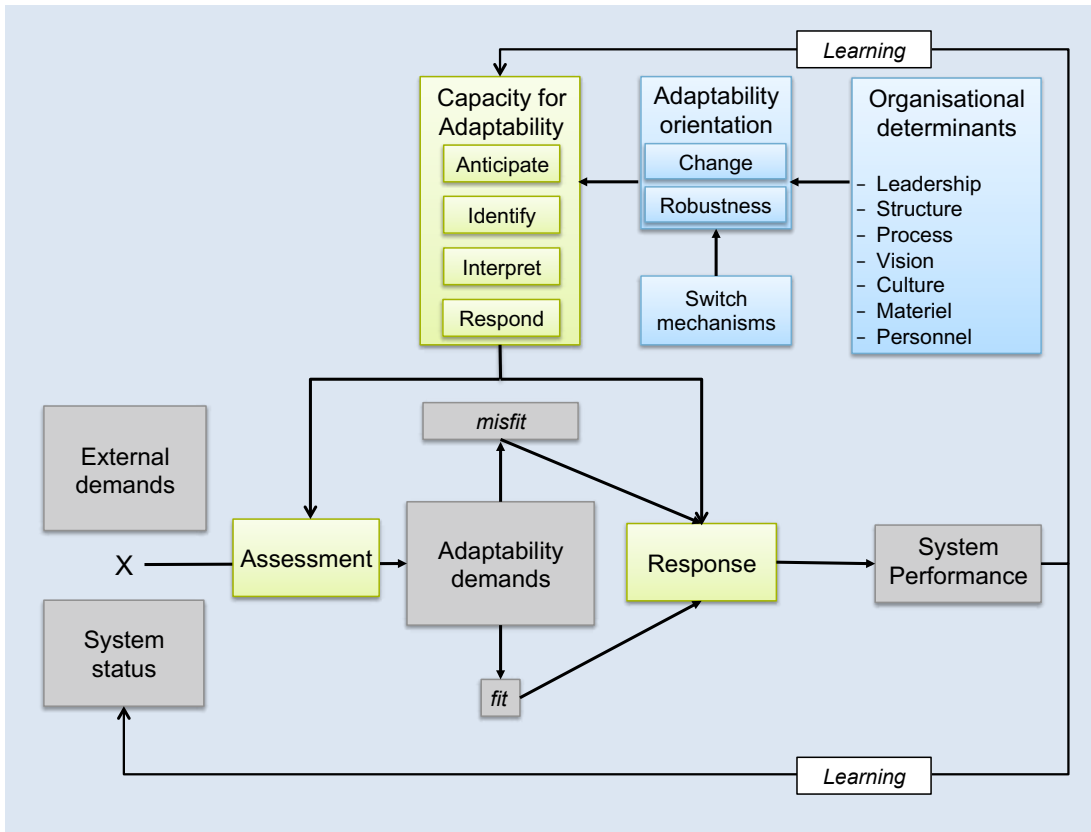 Learning
Capacity for
Adaptability
Anticipate
Identify
Interpret
Respond
Adaptability
orientation
Change
Robustness
Switch
mechanisms
Organisational
determinants
- Leadership
- Structure
- Process
- Vision
- Culture
- Materiel
- Personnel
misfit
External
demands
X
Assessment
Adaptability
demands
Response
System
Performance
System
status
fit
Learning